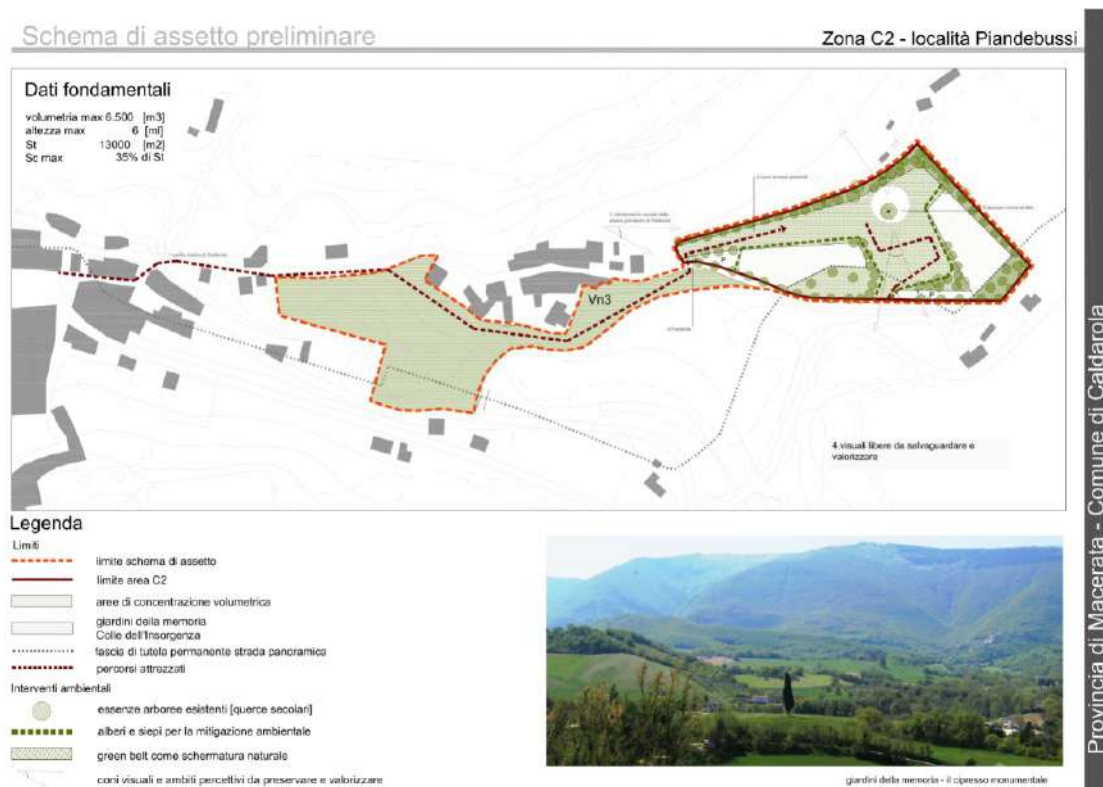 Schema di assetto preliminare
Zona C2 - località Piandebussi
Dati fondamentali
volumetria max 6.500 [m3]
altezza max 6 [ml]
St 13000 [m2]
Sc max 35% di St
Vn3
P
P
4.visuali libere da salvaguardare e
valorizzare
Provincia di Macerata - Comune di Caldarola
Legenda
Limiti
limite schema di assetto
limite area C2
aree di concentrazione volumetrica
giardini della memoria
Colle dell'Insorgenza
fascia di tutela permanente strada panoramica
percorsi attrezzati
Interventi ambientali
essenze arboree esistenti [querce secolari]
alberi e siepi per la mitigazione ambientale
green belt come schermatura naturale
coni visuali e ambiti percettivi da preservare e valorizzare
giardini della memoria - il cipresso monumentale